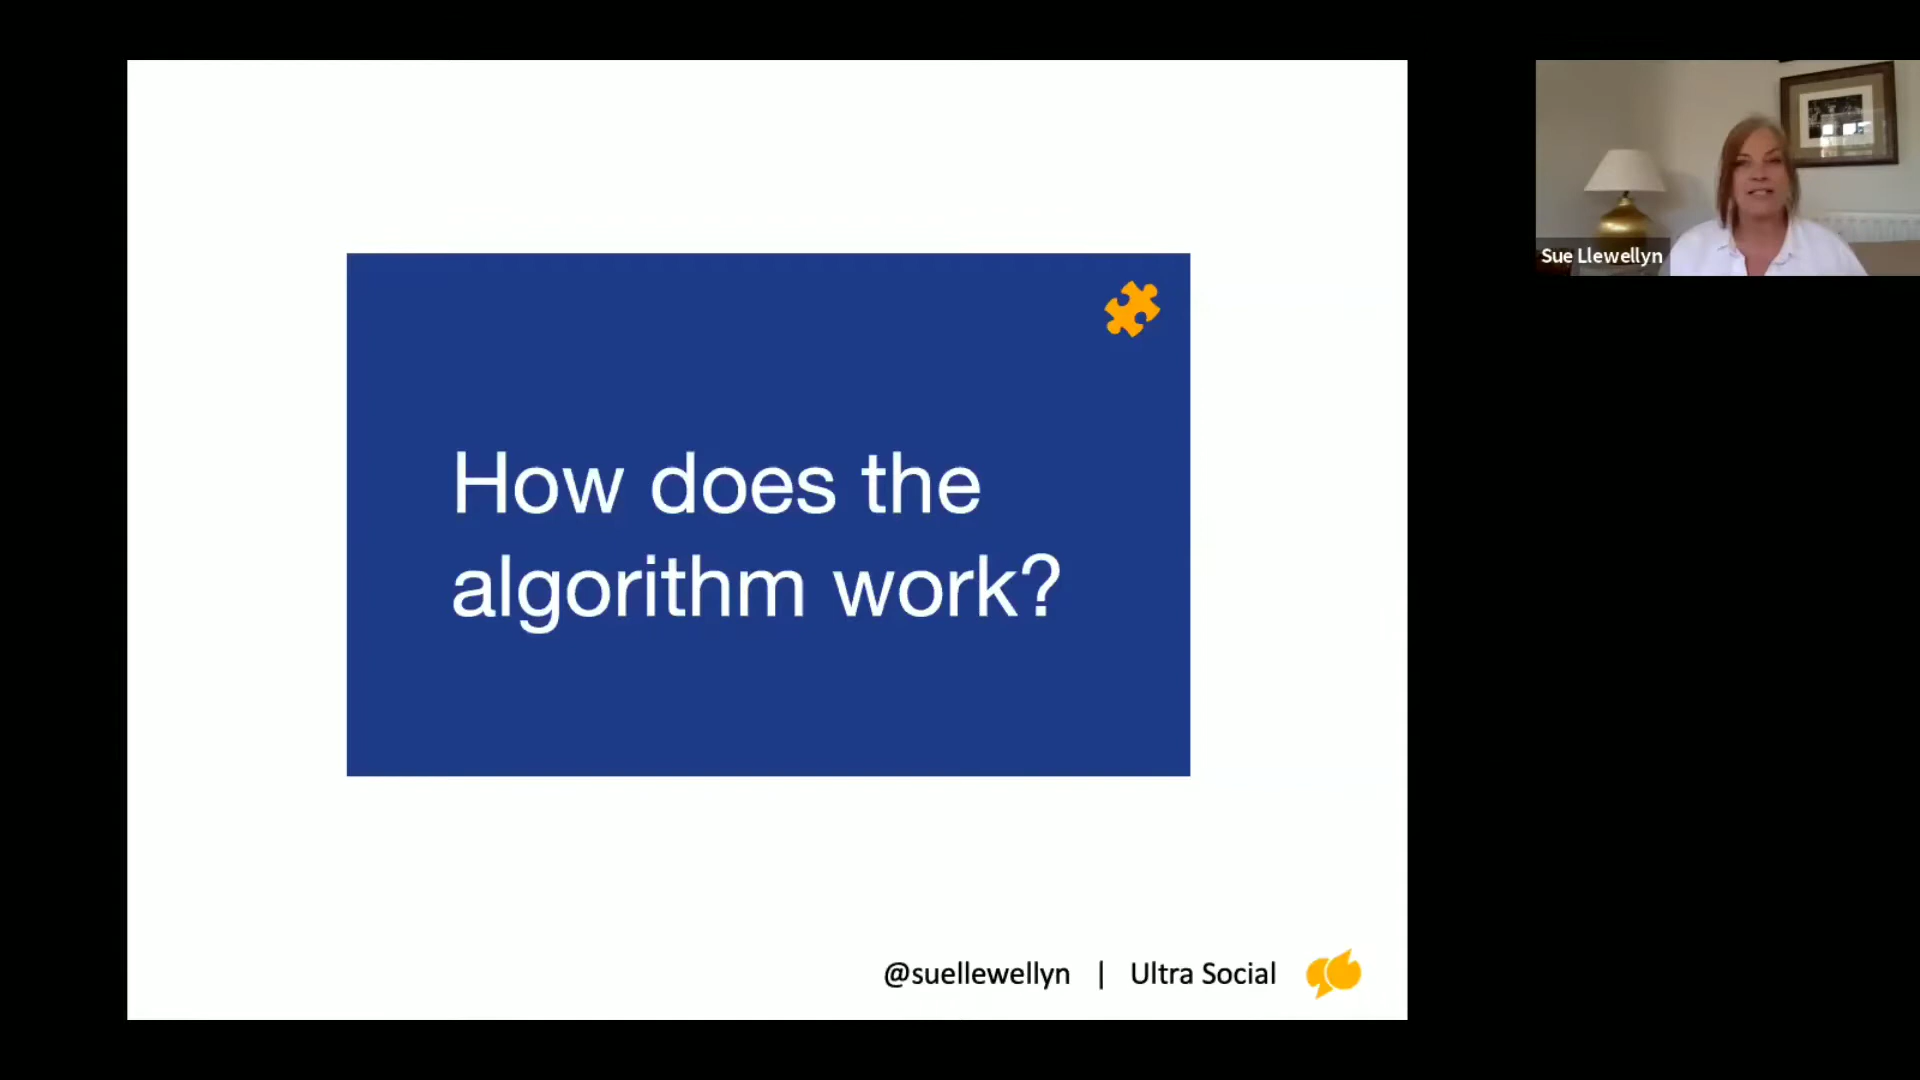 How does the
algorithm work?
@suellewellyn | Ultra Social
Sue Llewellyn